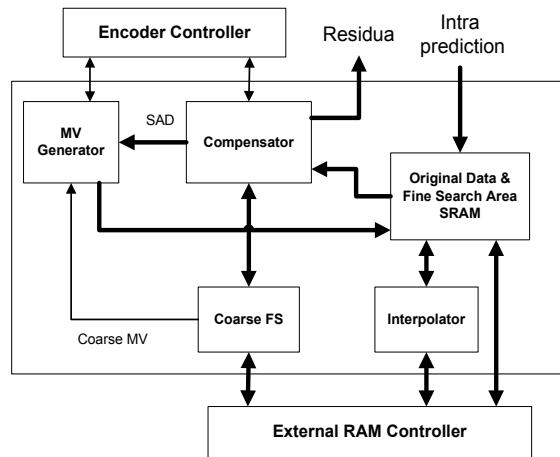 Encoder Controller
Residua
Intra
prediction
MV
Generator
SAD
Compensator
Original Data &
Fine Search Area
SRAM
Coarse FS
Interpolator
Coarse MV
External RAM Controller